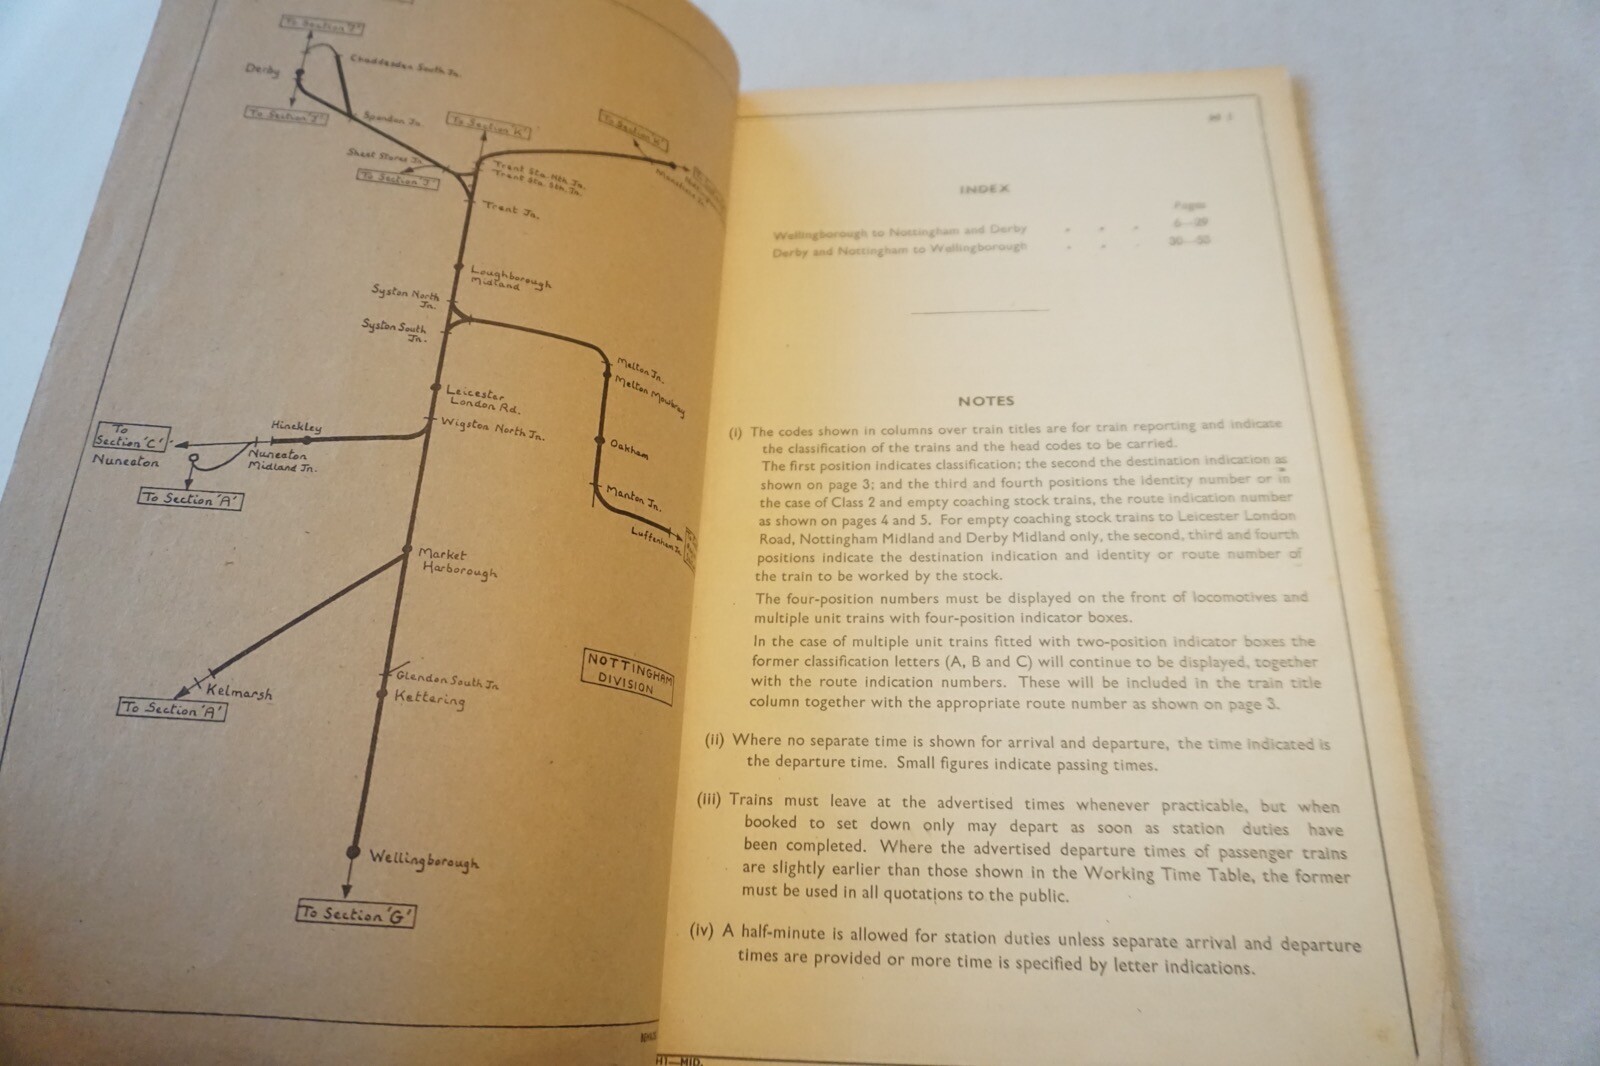 To Section 'F'
Chaddesden South Jn.
Derby
To Section 'J'
Spondon Jn.
To Section 'K'
Sheet Stores Jn.
To Section 'J'
Trent Sta. Nth. Jn.
Trent Sta. Sth. Jn.
Trent Jn.
Loughborough
Midland
Syston North
Jn.
Syston South
Jn.
Melton Jn.
Melton Mowbray
Leicester
London Rd.
Wigston North Jn.
Hinckley
To
Section 'C'
Nuneaton
Nuneaton
Midland Jn.
To Section 'A'
Oakham
Manton Jn.
Luffenham Jn.
Market
Harborough
NOTTINGHAM
DIVISION
Glendon South Jn
Kettering
Kelmarsh
To Section 'A'
Wellingborough
To Section 'G'
INDEX
Pages
Wellingborough to Nottingham and Derby . . . 6—29
Derby and Nottingham to Wellingborough . . .
NOTES
(i) The codes shown in columns over train titles are for train reporting and indicate
the classification of the trains and the head codes to be carried.
The first position indicates classification; the second the destination indication as
shown on page 3; and the third and fourth positions the identity number or in
the case of Class 2 and empty coaching stock trains, the route indication number
as shown on pages 4 and 5. For empty coaching stock trains to Leicester London
Road, Nottingham Midland and Derby Midland only, the second, third and fourth
positions indicate the destination indication and identity or route number of
the train to be worked by the stock.
The four-position numbers must be displayed on the front of locomotives and
multiple unit trains with four-position indicator boxes.
In the case of multiple unit trains fitted with two-position indicator boxes the
former classification letters (A, B and C) will continue to be displayed, together
with the route indication numbers. These will be included in the train title
column together with the appropriate route number as shown on page 3.
(ii) Where no separate time is shown for arrival and departure, the time indicated is
the departure time. Small figures indicate passing times.
(iii) Trains must leave at the advertised times whenever practicable, but when
booked to set down only may depart as soon as station duties have
been completed. Where the advertised departure times of passenger trains
are slightly earlier than those shown in the Working Time Table, the former
must be used in all quotations to the public.
(iv) A half-minute is allowed for station duties unless separate arrival and departure
times are provided or more time is specified by letter indications.
H1—MID.